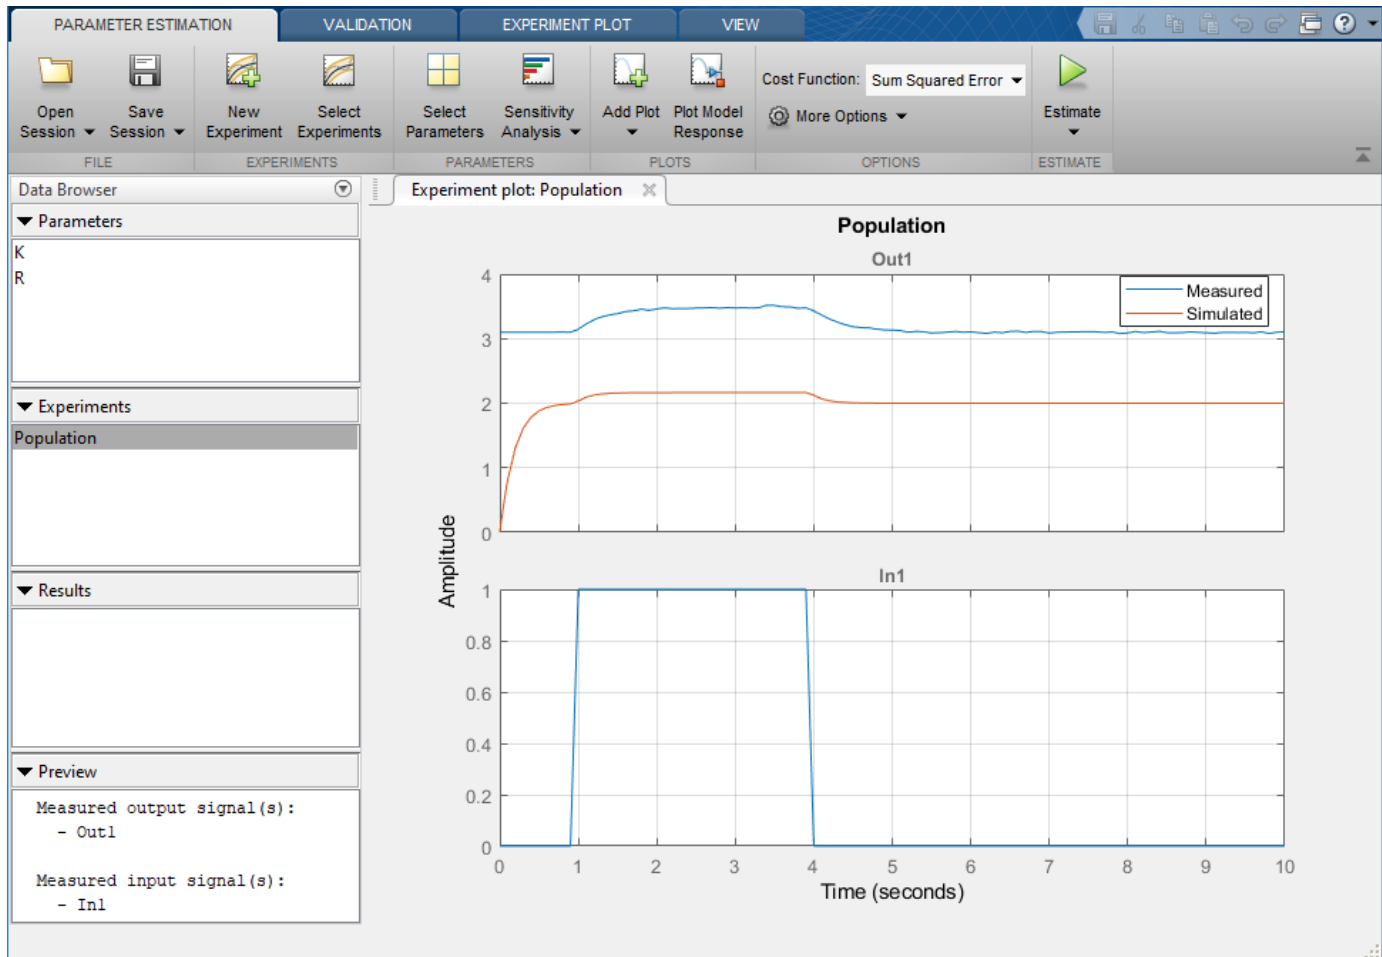 PARAMETER ESTIMATION
VALIDATION
EXPERIMENT PLOT
VIEW
Open
Session
Save
Session
New
Experiment
Select
Experiments
Select
Parameters
Sensitivity
Analysis
Add Plot
Plot Model
Response
Cost Function: Sum Squared Error
More Options
Estimate
FILE
EXPERIMENTS
PARAMETERS
PLOTS
OPTIONS
ESTIMATE
Data Browser
Parameters
K
R
Experiments
Population
Results
Preview
Measured output signal(s):
- Out1
Measured input signal(s):
- In1
Experiment plot: Population
Population
Out1
4
3
2
1
0
Measured
Simulated
Amplitude
In1
1
0.8
0.6
0.4
0.2
0
0 1 2 3 4 5 6 7 8 9 10
Time (seconds)